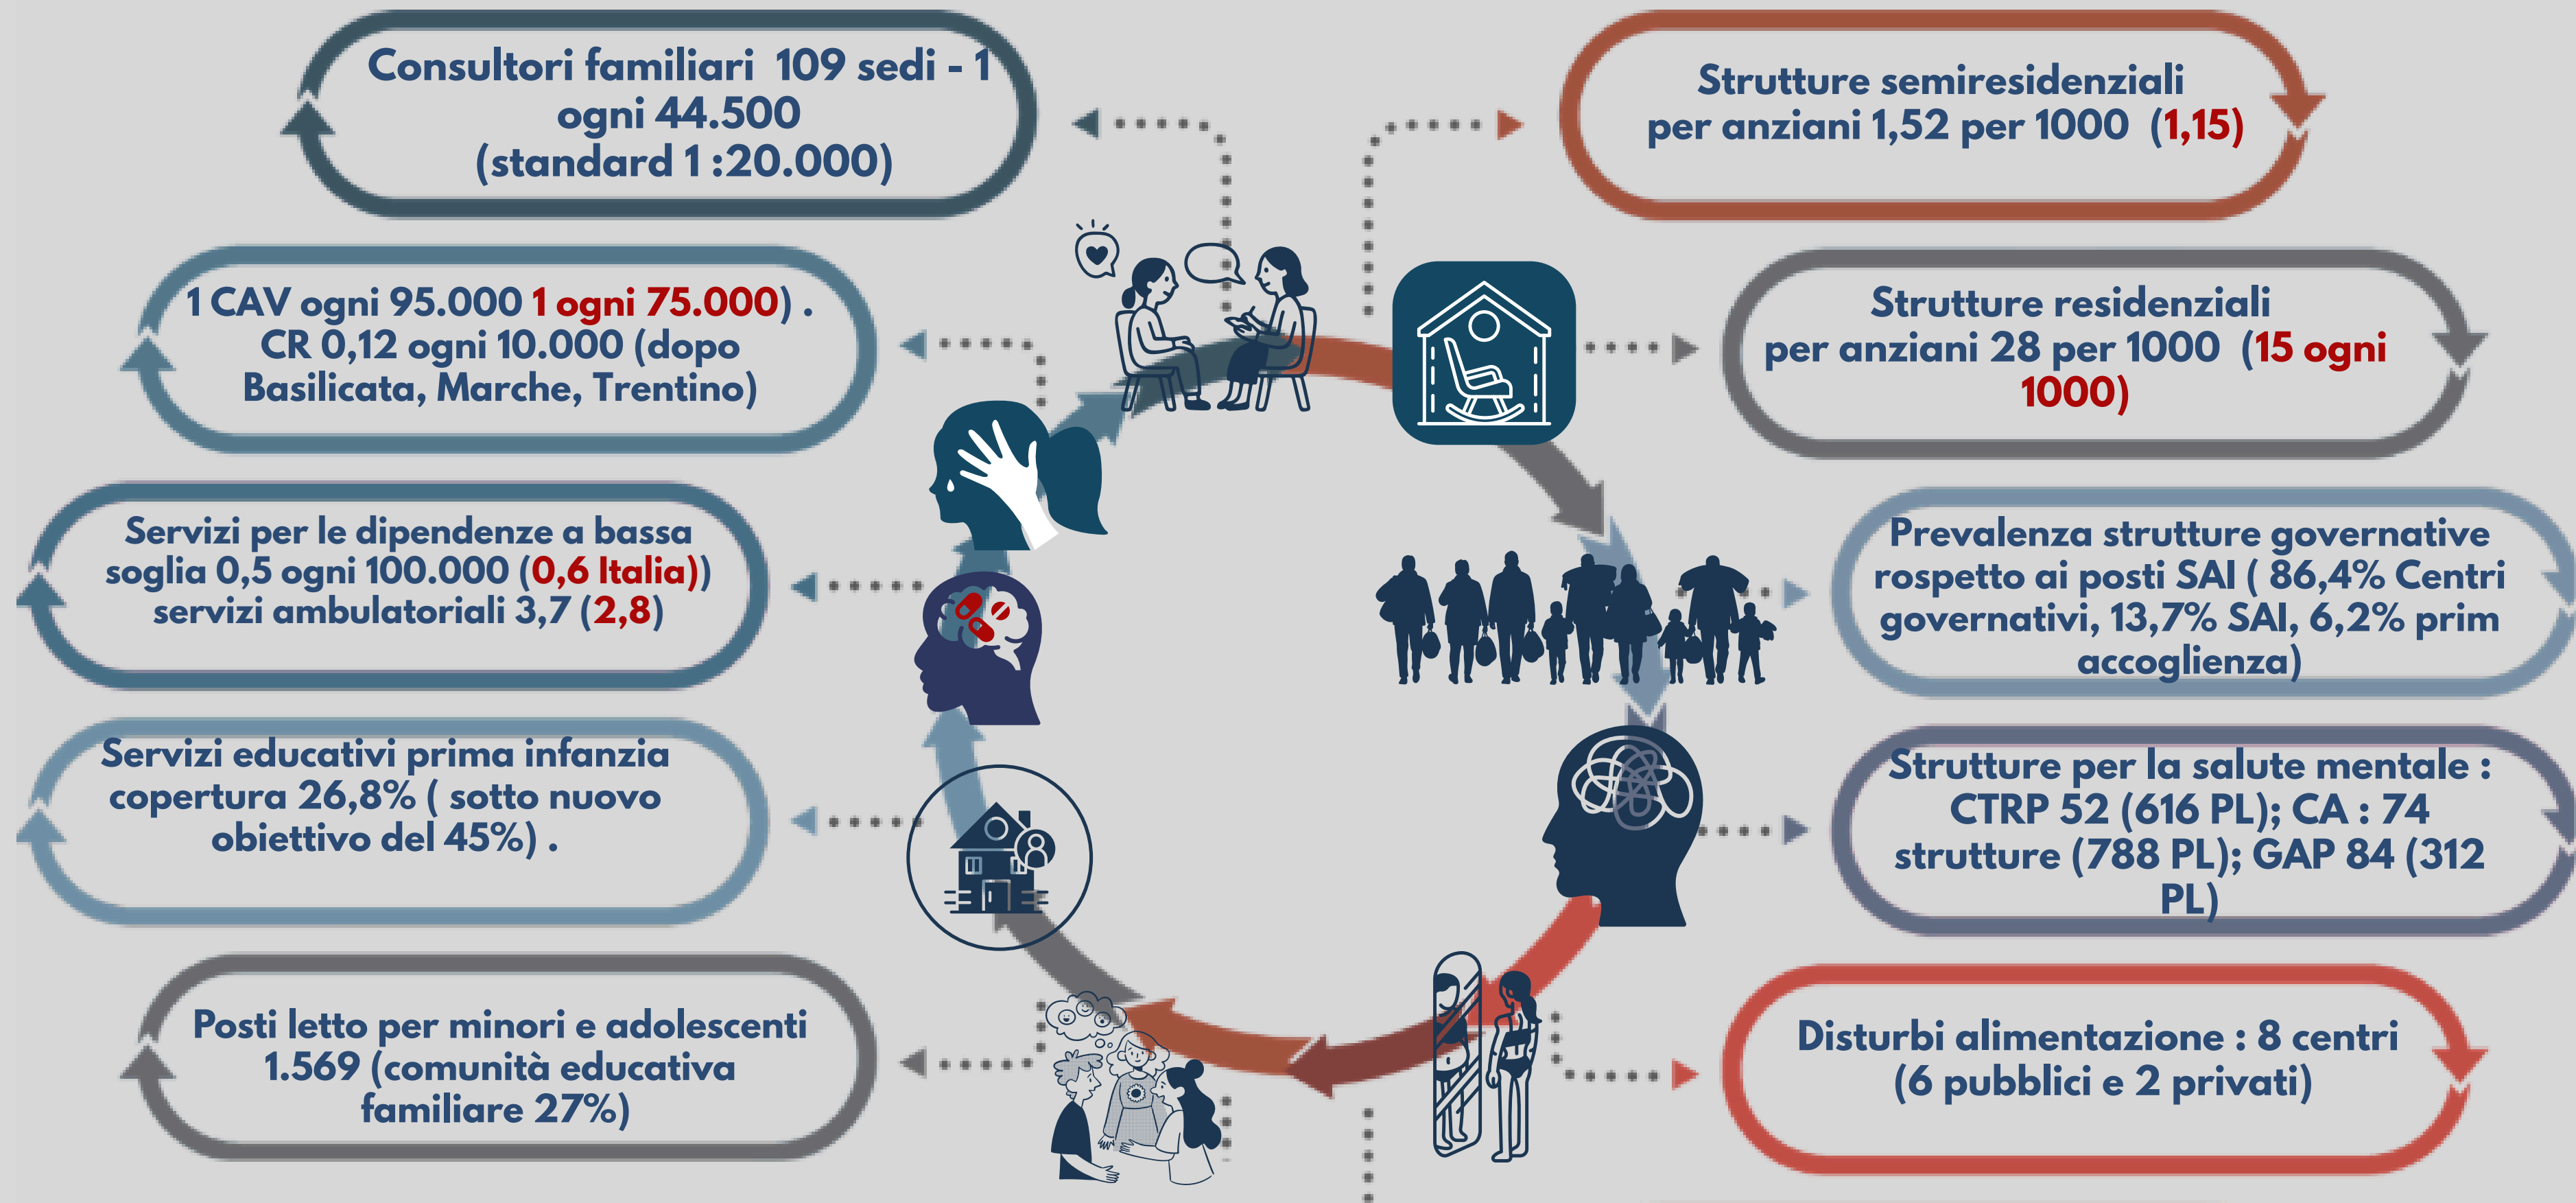 Consultori familiari 109 sedi - 1
ogni 44.500
(standard 1 :20.000)
1 CAV ogni 95.000 1 ogni 75.000) .
CR 0,12 ogni 10.000 (dopo
Basilicata, Marche, Trentino)
Servizi per le dipendenze a bassa
soglia 0,5 ogni 100.000 (0,6 Italia))
servizi ambulatoriali 3,7 (2,8)
Servizi educativi prima infanzia
copertura 26,8% ( sotto nuovo
obiettivo del 45%) .
Posti letto per minori e adolescenti
1.569 (comunità educativa
familiare 27%)
Strutture semiresidenziali
per anziani 1,52 per 1000 (1,15)
Strutture residenziali
per anziani 28 per 1000 (15 ogni
1000)
Prevalenza strutture governative
rospetto ai posti SAI ( 86,4% Centri
governativi, 13,7% SAI, 6,2% prim
accoglienza)
Strutture per la salute mentale :
CTRP 52 (616 PL); CA : 74
strutture (788 PL); GAP 84 (312
PL)
Disturbi alimentazione : 8 centri
(6 pubblici e 2 privati)